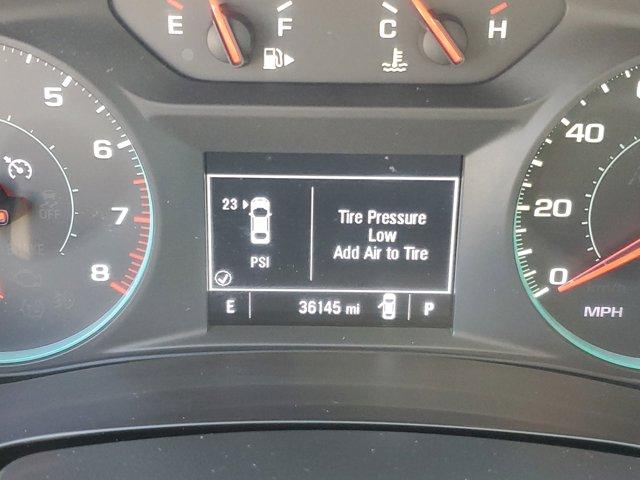 E F
C H
5
6
7
8
OFF
23
PSI
Tire Pressure
Low
Add Air to Tire
E 36145 mi P
40
20
0
MPH